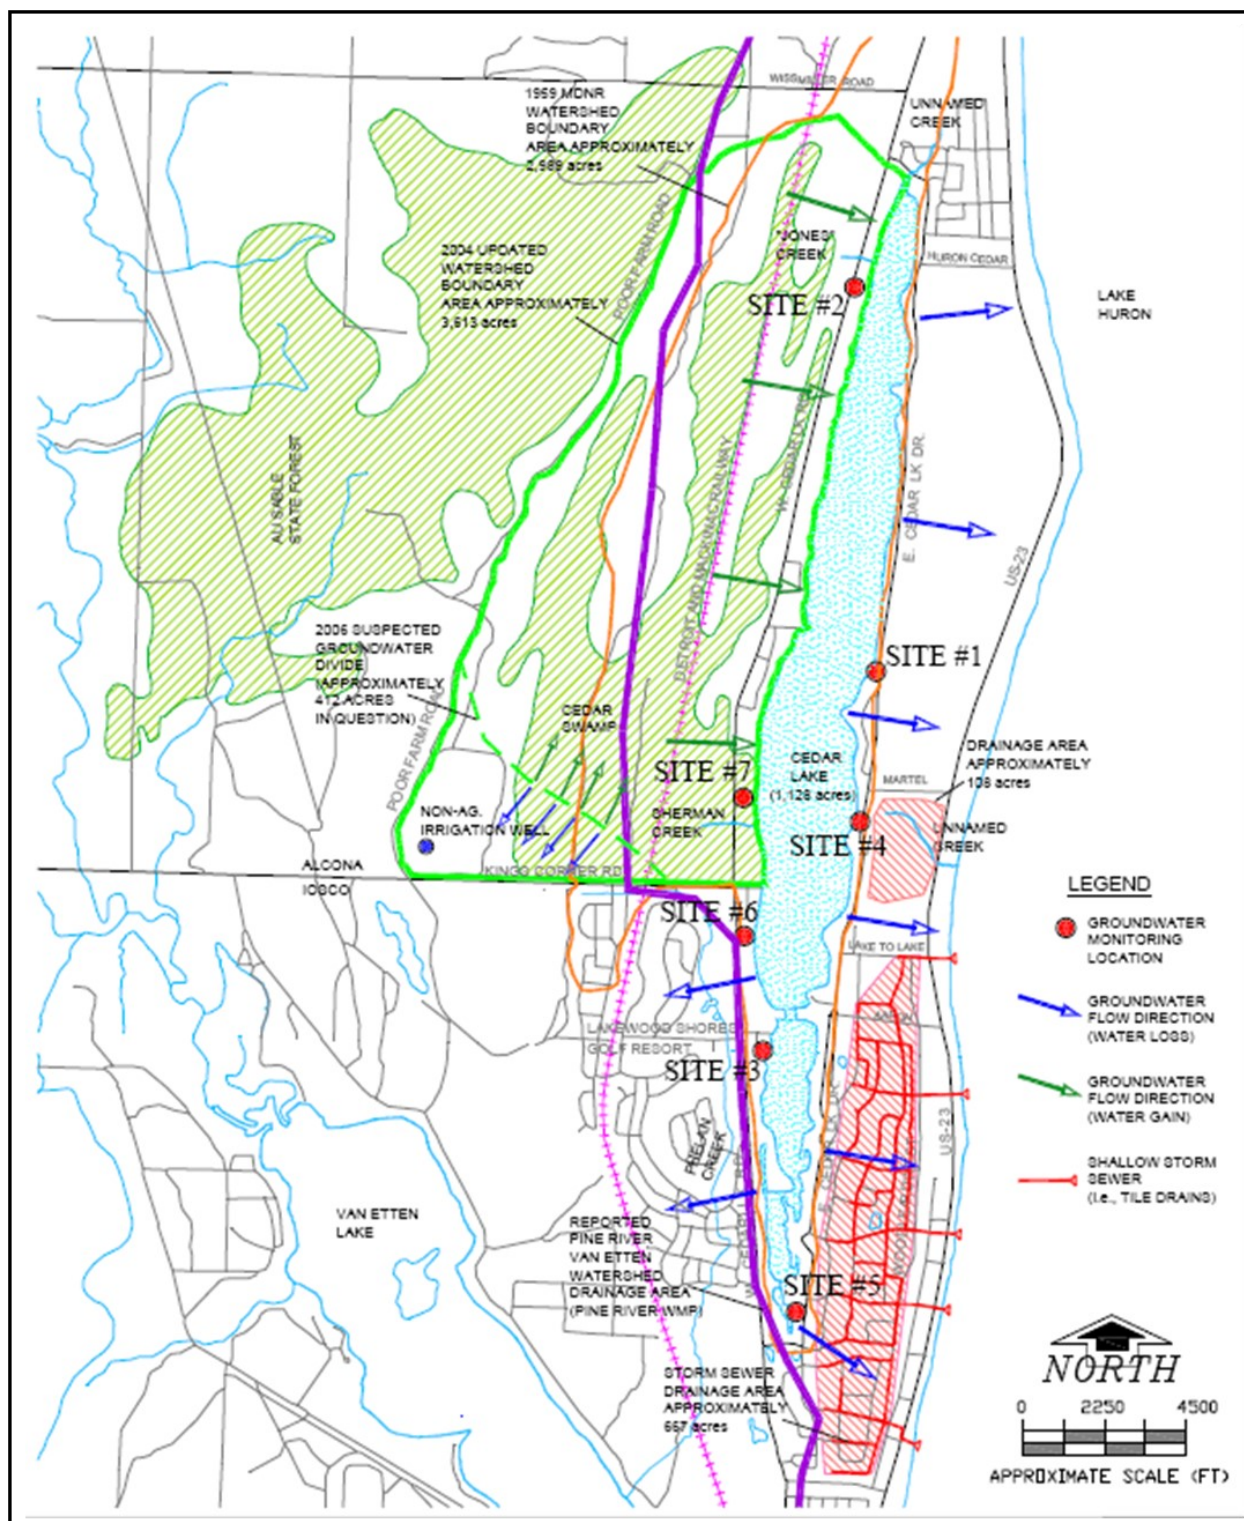 WISSMILLER ROAD
1959 MDNR
WATERSHED
BOUNDARY
AREA APPROXIMATELY
2,989 acres
UNNAMED
CREEK
POOR FARM ROAD
2004 UPDATED
WATERSHED
BOUNDARY
AREA APPROXIMATELY
3,613 acres
"JONES"
CREEK
HURON CEDAR
SITE #2
LAKE
HURON
AU SABLE
STATE FOREST
DETROIT AND MACKINAC RAILWAY
W. CEDAR LK RD.
E. CEDAR LK DR.
US-23
2006 SUSPECTED
GROUNDWATER
DIVIDE
(APPROXIMATELY
412 ACRES
IN QUESTION)
POOR FARM ROAD
CEDAR
SWAMP
SITE #1
DRAINAGE AREA
APPROXIMATELY
108 acres
MARTEL
CEDAR
LAKE
(1,128 acres)
SITE #7
SHERMAN
CREEK
SITE #4
UNNAMED
CREEK
NON-AG.
IRRIGATION WELL
ALCONA
IOSCO
KINGS CORNER RD
SITE #6
LAKE TO LAKE
LAKEWOOD SHORES
GOLF RESORT
SITE #3
PHELAN
CREEK
E. CEDAR LK DR.
US-23
VAN ETTEN
LAKE
REPORTED
PINE RIVER
VAN ETTEN
WATERSHED
DRAINAGE AREA
(PINE RIVER WMP)
SITE #5
STORM SEWER
DRAINAGE AREA
APPROXIMATELY
667 acres
LEGEND
GROUNDWATER
MONITORING
LOCATION
GROUNDWATER
FLOW DIRECTION
(WATER LOSS)
GROUNDWATER
FLOW DIRECTION
(WATER GAIN)
SHALLOW STORM
SEWER
(i.e., TILE DRAINS)
NORTH
0 2250 4500
APPROXIMATE SCALE (FT)